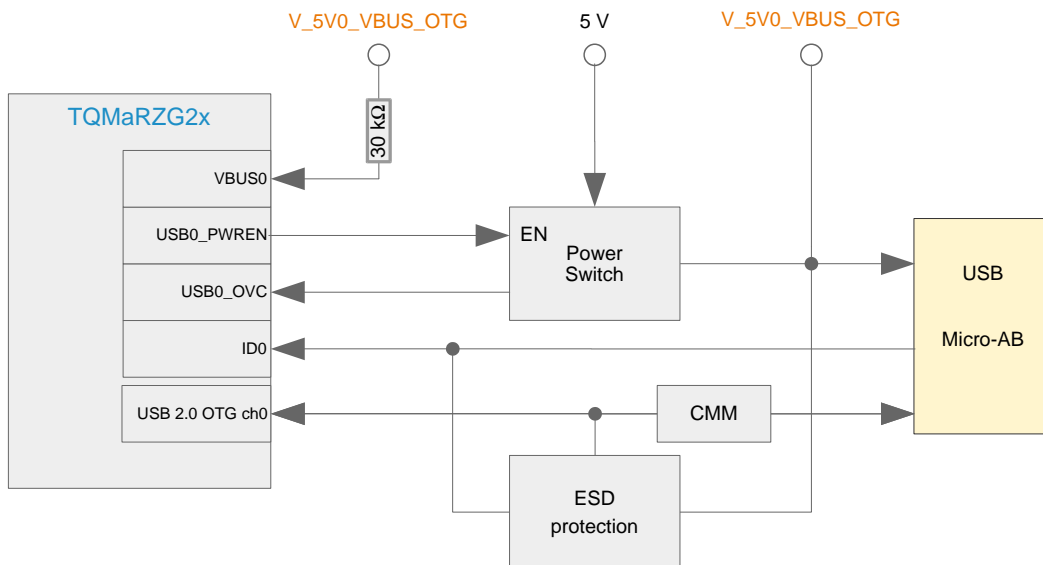 V_5V0_VBUS_OTG
5 V
V_5V0_VBUS_OTG
TQMaRZG2x
30 kΩ
VBUS0
USB0_PWREN
EN
Power
Switch
USB0_OVC
USB
ID0
Micro-AB
USB 2.0 OTG ch0
CMM
ESD
protection